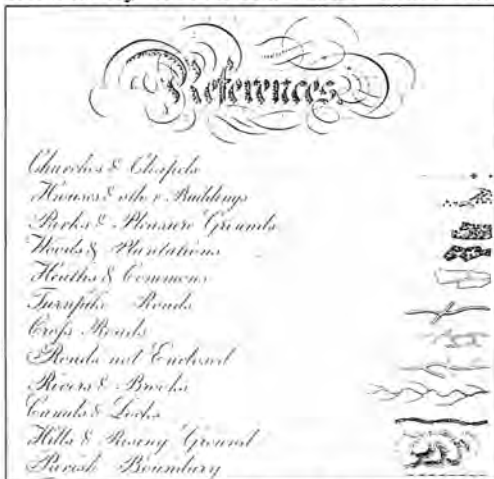 References.
Churches & Chapels
Houses & other Buildings
Parks & Pleasure Grounds
Woods & Plantations
Heaths & Commons
Turnpike Roads
Cross Roads
Roads not Enclosed
Rivers & Brooks
Canals & Locks
Hills & Riseing Ground
Parish Boundary